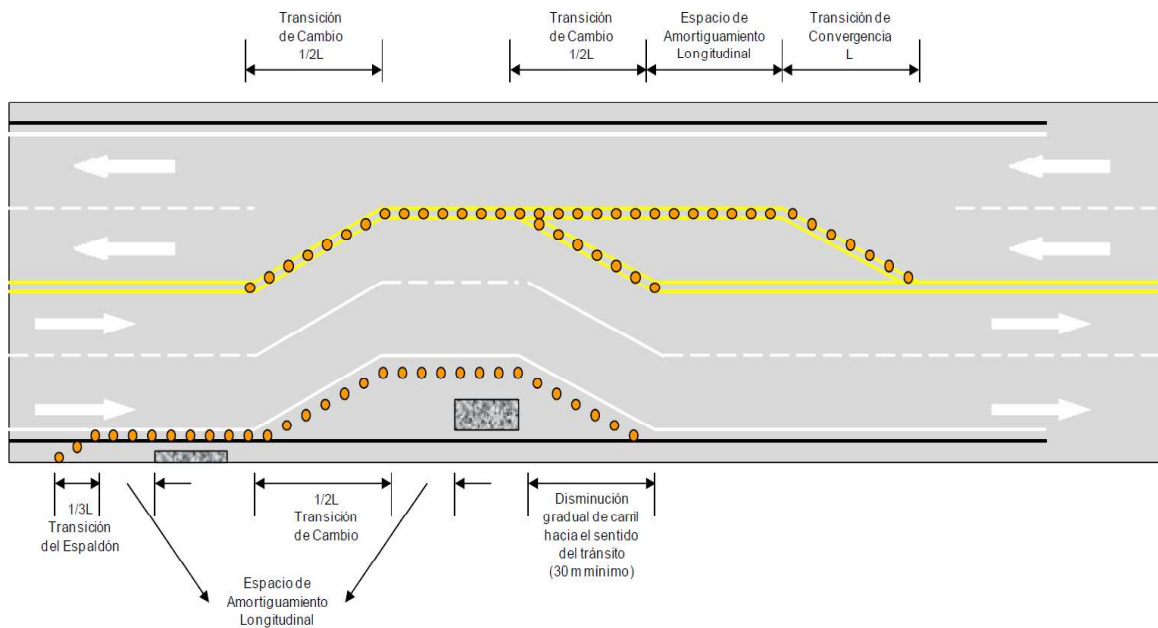 Transición
de Cambio
1/2L
Transición
de Cambio
1/2L
Espacio de
Amortiguamiento
Longitudinal
Transición de
Convergencia
L
1/3L
Transición
del Espaldón
1/2L
Transición
de Cambio
Disminución
gradual de carril
hacia el sentido
del tránsito
(30 m mínimo)
Espacio de
Amortiguamiento
Longitudinal